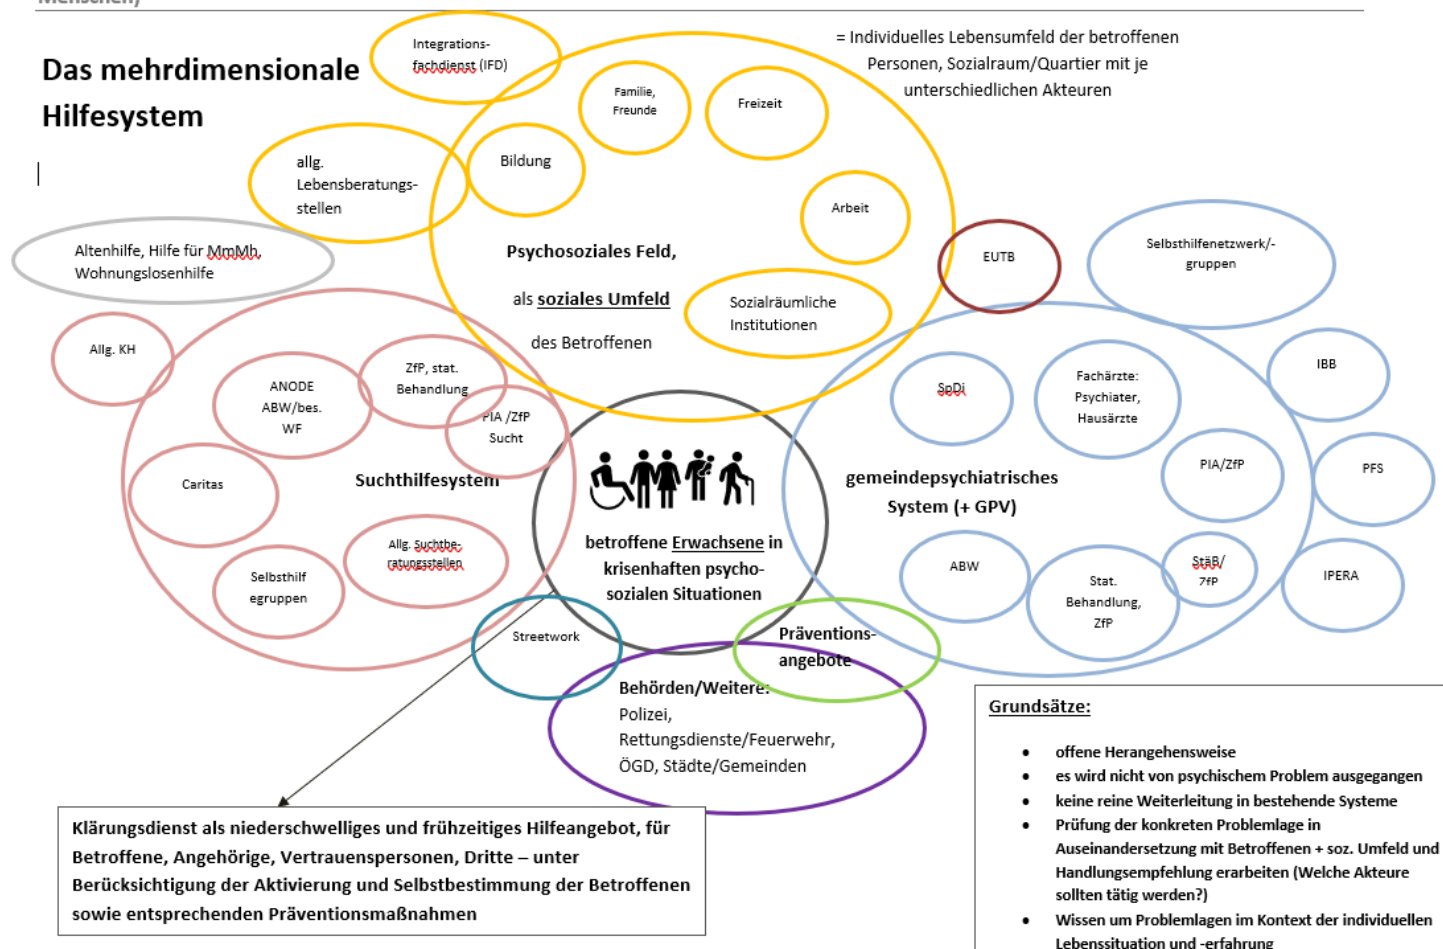 Das mehrdimensionale
Hilfesystem
Integrations-
fachdienst (IFD)
= Individuelles Lebensumfeld der betroffenen
Personen, Sozialraum/Quartier mit je
unterschiedlichen Akteuren
Familie,
Freunde
Freizeit
allg.
Lebensberatungs-
stellen
Bildung
Arbeit
Altenhilfe, Hilfe für MmMh,
Wohnungslosenhilfe
Psychosoziales Feld,
als soziales Umfeld
des Betroffenen
Sozialräumliche
Institutionen
EUTB
Selbsthilfenetzwerk/-
gruppen
Allg. KH
ANODE
ABW/bes.
WF
ZfP, stat.
Behandlung
PIA /ZfP
Sucht
Caritas
Suchthilfesystem
Allg. Suchtbe-
ratungsstellen
Selbsthilf
egruppen
betroffene Erwachsene in
krisenhaften psycho-
sozialen Situationen
SpDi
Fachärzte:
Psychiater,
Hausärzte
IBB
gemeindepsychiatrisches
System (+ GPV)
PIA/ZfP
PFS
ABW
Stat.
Behandlung,
ZfP
StäB/
ZfP
IPERA
Streetwork
Präventions-
angebote
Behörden/Weitere:
Polizei,
Rettungsdienste/Feuerwehr,
ÖGD, Städte/Gemeinden
Klärungsdienst als niederschwelliges und frühzeitiges Hilfeangebot, für
Betroffene, Angehörige, Vertrauenspersonen, Dritte – unter
Berücksichtigung der Aktivierung und Selbstbestimmung der Betroffenen
sowie entsprechenden Präventionsmaßnahmen
Grundsätze:
• offene Herangehensweise
• es wird nicht von psychischem Problem ausgegangen
• keine reine Weiterleitung in bestehende Systeme
• Prüfung der konkreten Problemlage in
Auseinandersetzung mit Betroffenen + soz. Umfeld und
Handlungsempfehlung erarbeiten (Welche Akteure
sollten tätig werden?)
• Wissen um Problemlagen im Kontext der individuellen
Lebenssituation und -erfahrung